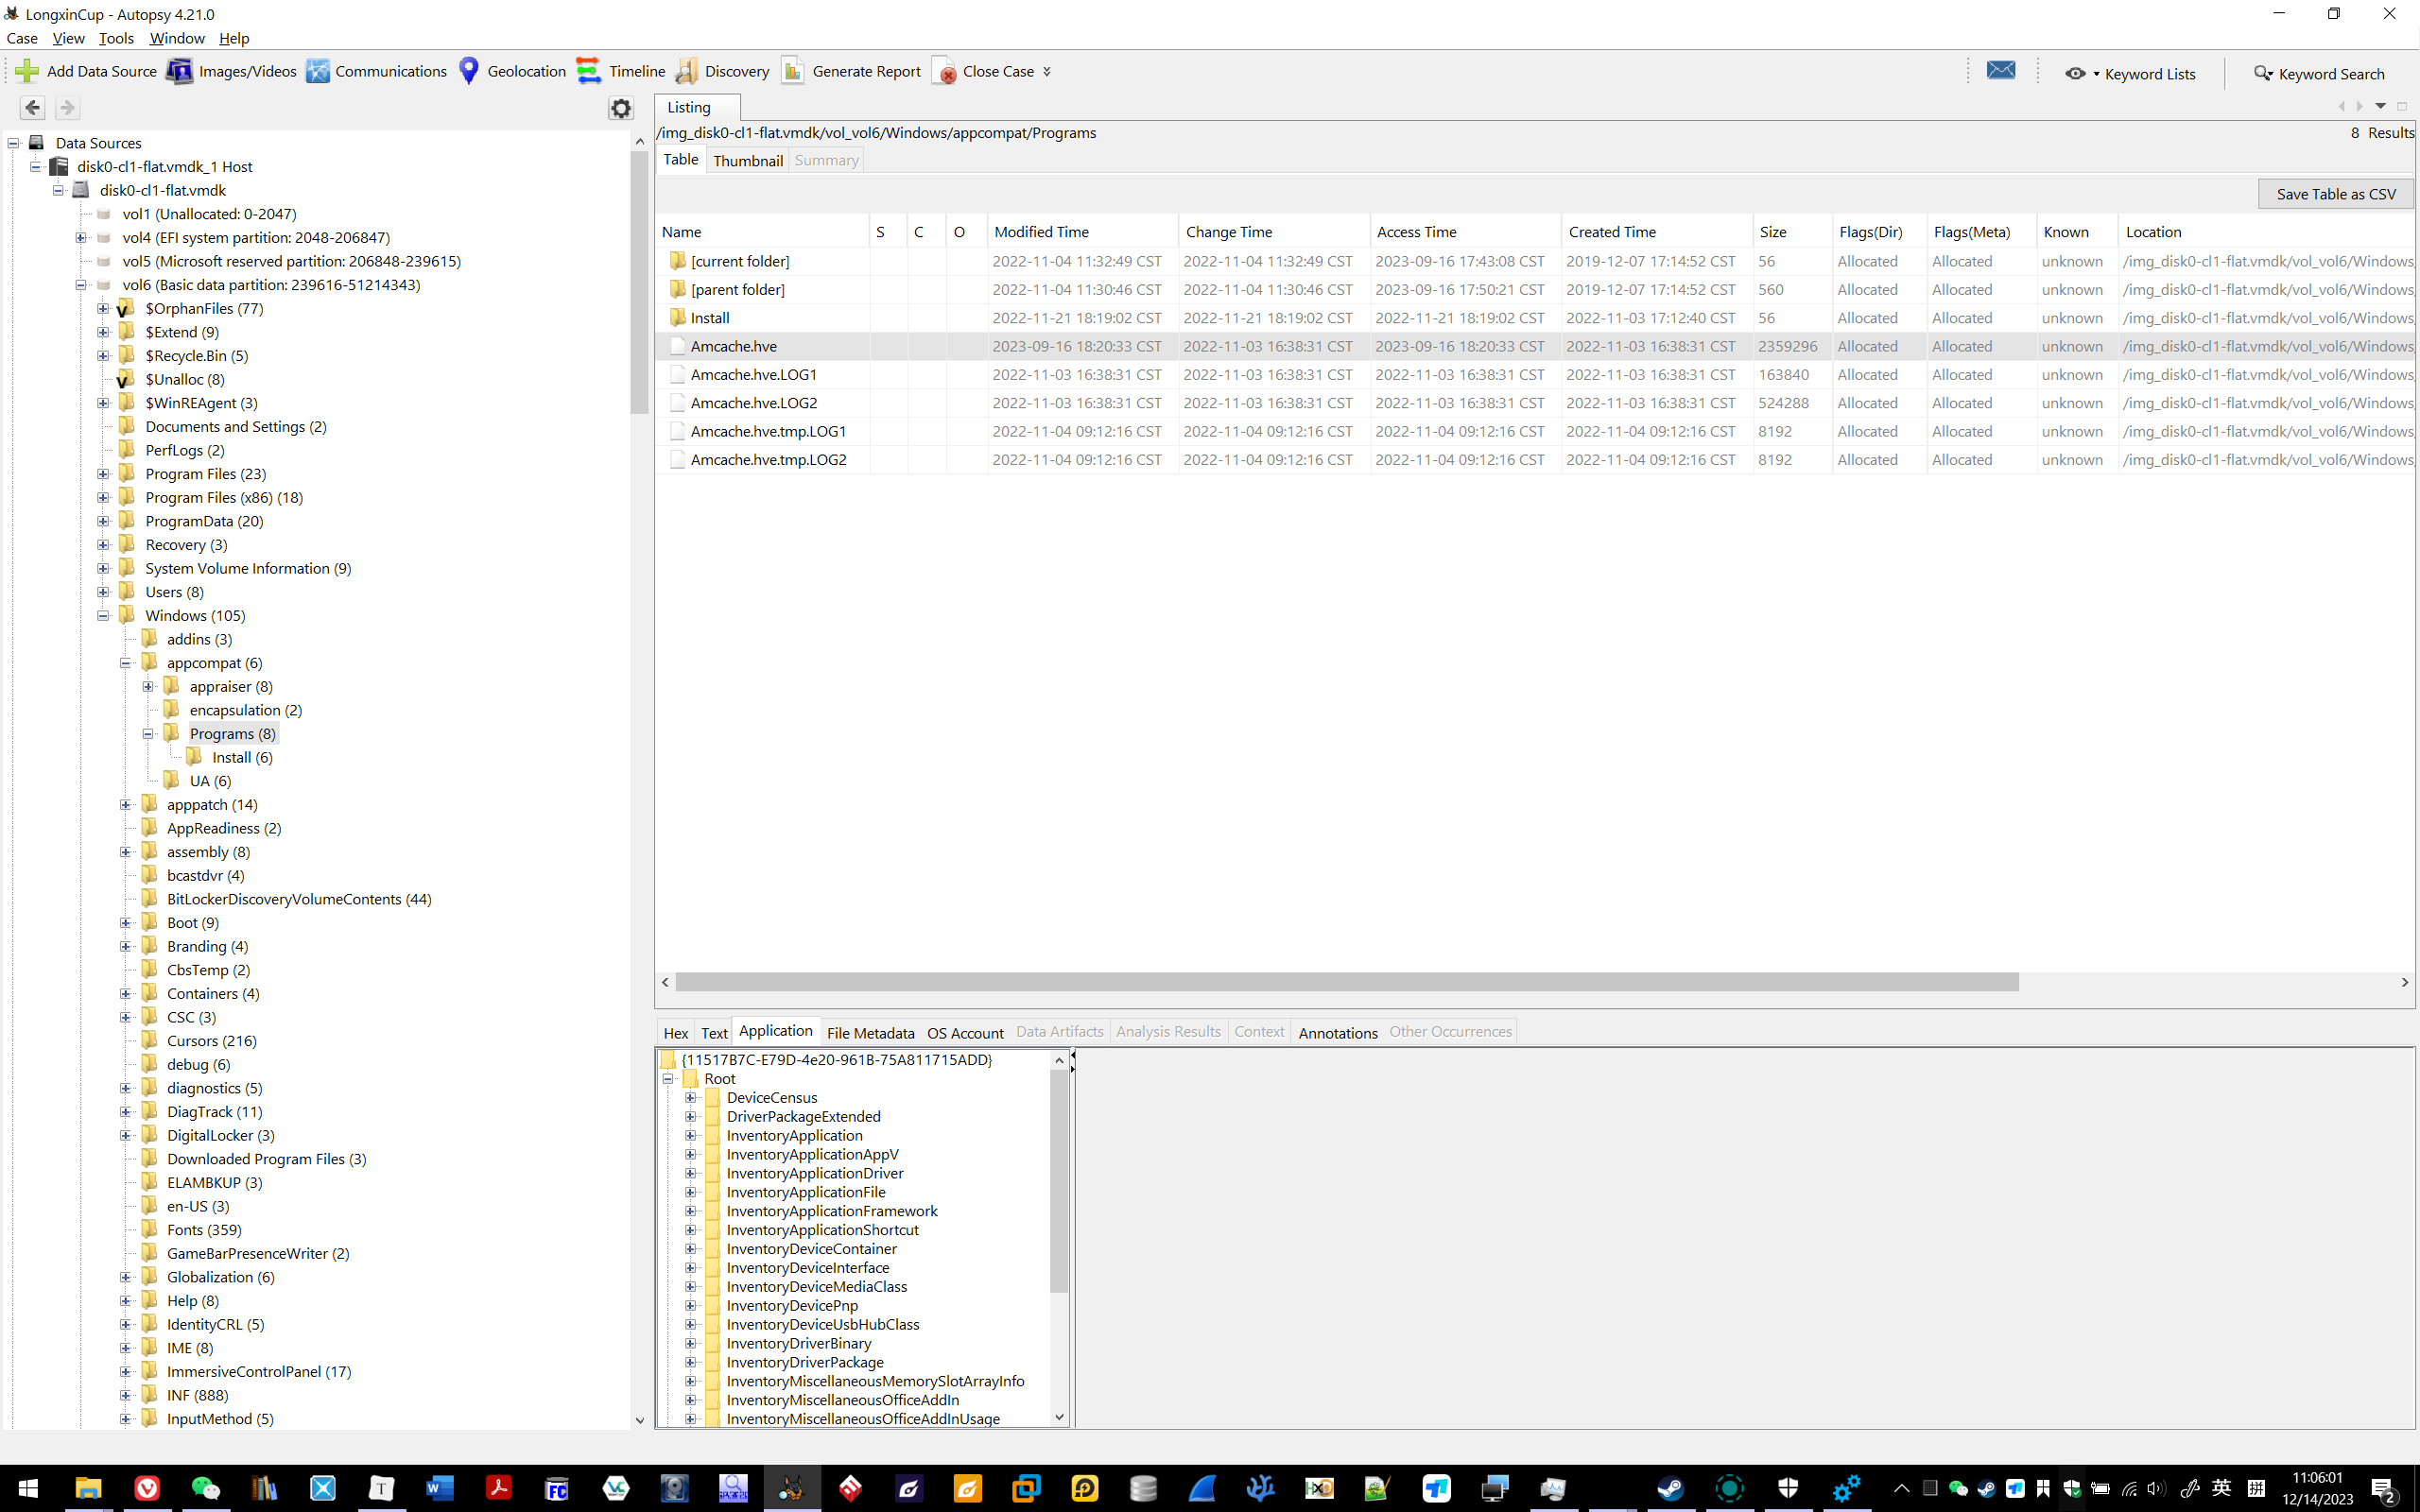 LongxinCup - Autopsy 4.21.0
Case View Tools Window Help
Add Data Source Images/Videos Communications Geolocation Timeline Discovery Generate Report Close Case Keyword Lists Keyword Search
Data Sources
disk0-cl1-flat.vmdk_1 Host
disk0-cl1-flat.vmdk
vol1 (Unallocated: 0-2047)
vol4 (EFI system partition: 2048-206847)
vol5 (Microsoft reserved partition: 206848-239615)
vol6 (Basic data partition: 239616-51214343)
$OrphanFiles (77)
$Extend (9)
$Recycle.Bin (5)
$Unalloc (8)
$WinREAgent (3)
Documents and Settings (2)
PerfLogs (2)
Program Files (23)
Program Files (x86) (18)
ProgramData (20)
Recovery (3)
System Volume Information (9)
Users (8)
Windows (105)
addins (3)
appcompat (6)
appraiser (8)
encapsulation (2)
Programs (8)
Install (6)
UA (6)
apppatch (14)
AppReadiness (2)
assembly (8)
bcastdvr (4)
BitLockerDiscoveryVolumeContents (44)
Boot (9)
Branding (4)
CbsTemp (2)
Containers (4)
CSC (3)
Cursors (216)
debug (6)
diagnostics (5)
DiagTrack (11)
DigitalLocker (3)
Downloaded Program Files (3)
ELAMBKUP (3)
en-US (3)
Fonts (359)
GameBarPresenceWriter (2)
Globalization (6)
Help (8)
IdentityCRL (5)
IME (8)
ImmersiveControlPanel (17)
INF (888)
InputMethod (5)
Listing
/img_disk0-cl1-flat.vmdk/vol_vol6/Windows/appcompat/Programs 8 Results
Table Thumbnail Summary
Save Table as CSV
Name S C O Modified Time Change Time Access Time Created Time Size Flags(Dir) Flags(Meta) Known Location
[current folder] 2022-11-04 11:32:49 CST 2022-11-04 11:32:49 CST 2023-09-16 17:43:08 CST 2019-12-07 17:14:52 CST 56 Allocated Allocated unknown /img_disk0-cl1-flat.vmdk/vol_vol6/Windows,
[parent folder] 2022-11-04 11:30:46 CST 2022-11-04 11:30:46 CST 2023-09-16 17:50:21 CST 2019-12-07 17:14:52 CST 560 Allocated Allocated unknown /img_disk0-cl1-flat.vmdk/vol_vol6/Windows,
Install 2022-11-21 18:19:02 CST 2022-11-21 18:19:02 CST 2022-11-21 18:19:02 CST 2022-11-03 17:12:40 CST 56 Allocated Allocated unknown /img_disk0-cl1-flat.vmdk/vol_vol6/Windows,
Amcache.hve 2023-09-16 18:20:33 CST 2022-11-03 16:38:31 CST 2023-09-16 18:20:33 CST 2022-11-03 16:38:31 CST 2359296 Allocated Allocated unknown /img_disk0-cl1-flat.vmdk/vol_vol6/Windows,
Amcache.hve.LOG1 2022-11-03 16:38:31 CST 2022-11-03 16:38:31 CST 2022-11-03 16:38:31 CST 2022-11-03 16:38:31 CST 163840 Allocated Allocated unknown /img_disk0-cl1-flat.vmdk/vol_vol6/Windows,
Amcache.hve.LOG2 2022-11-03 16:38:31 CST 2022-11-03 16:38:31 CST 2022-11-03 16:38:31 CST 2022-11-03 16:38:31 CST 524288 Allocated Allocated unknown /img_disk0-cl1-flat.vmdk/vol_vol6/Windows,
Amcache.hve.tmp.LOG1 2022-11-04 09:12:16 CST 2022-11-04 09:12:16 CST 2022-11-04 09:12:16 CST 2022-11-04 09:12:16 CST 8192 Allocated Allocated unknown /img_disk0-cl1-flat.vmdk/vol_vol6/Windows,
Amcache.hve.tmp.LOG2 2022-11-04 09:12:16 CST 2022-11-04 09:12:16 CST 2022-11-04 09:12:16 CST 2022-11-04 09:12:16 CST 8192 Allocated Allocated unknown /img_disk0-cl1-flat.vmdk/vol_vol6/Windows,
Hex Text Application File Metadata OS Account Data Artifacts Analysis Results Context Annotations Other Occurrences
{11517B7C-E79D-4e20-961B-75A811715ADD}
Root
DeviceCensus
DriverPackageExtended
InventoryApplication
InventoryApplicationAppV
InventoryApplicationDriver
InventoryApplicationFile
InventoryApplicationFramework
InventoryApplicationShortcut
InventoryDeviceContainer
InventoryDeviceInterface
InventoryDeviceMediaClass
InventoryDevicePnp
InventoryDeviceUsbHubClass
InventoryDriverBinary
InventoryDriverPackage
InventoryMiscellaneousMemorySlotArrayInfo
InventoryMiscellaneousOfficeAddIn
InventoryMiscellaneousOfficeAddInUsage
英 拼
11:06:01
12/14/2023
2